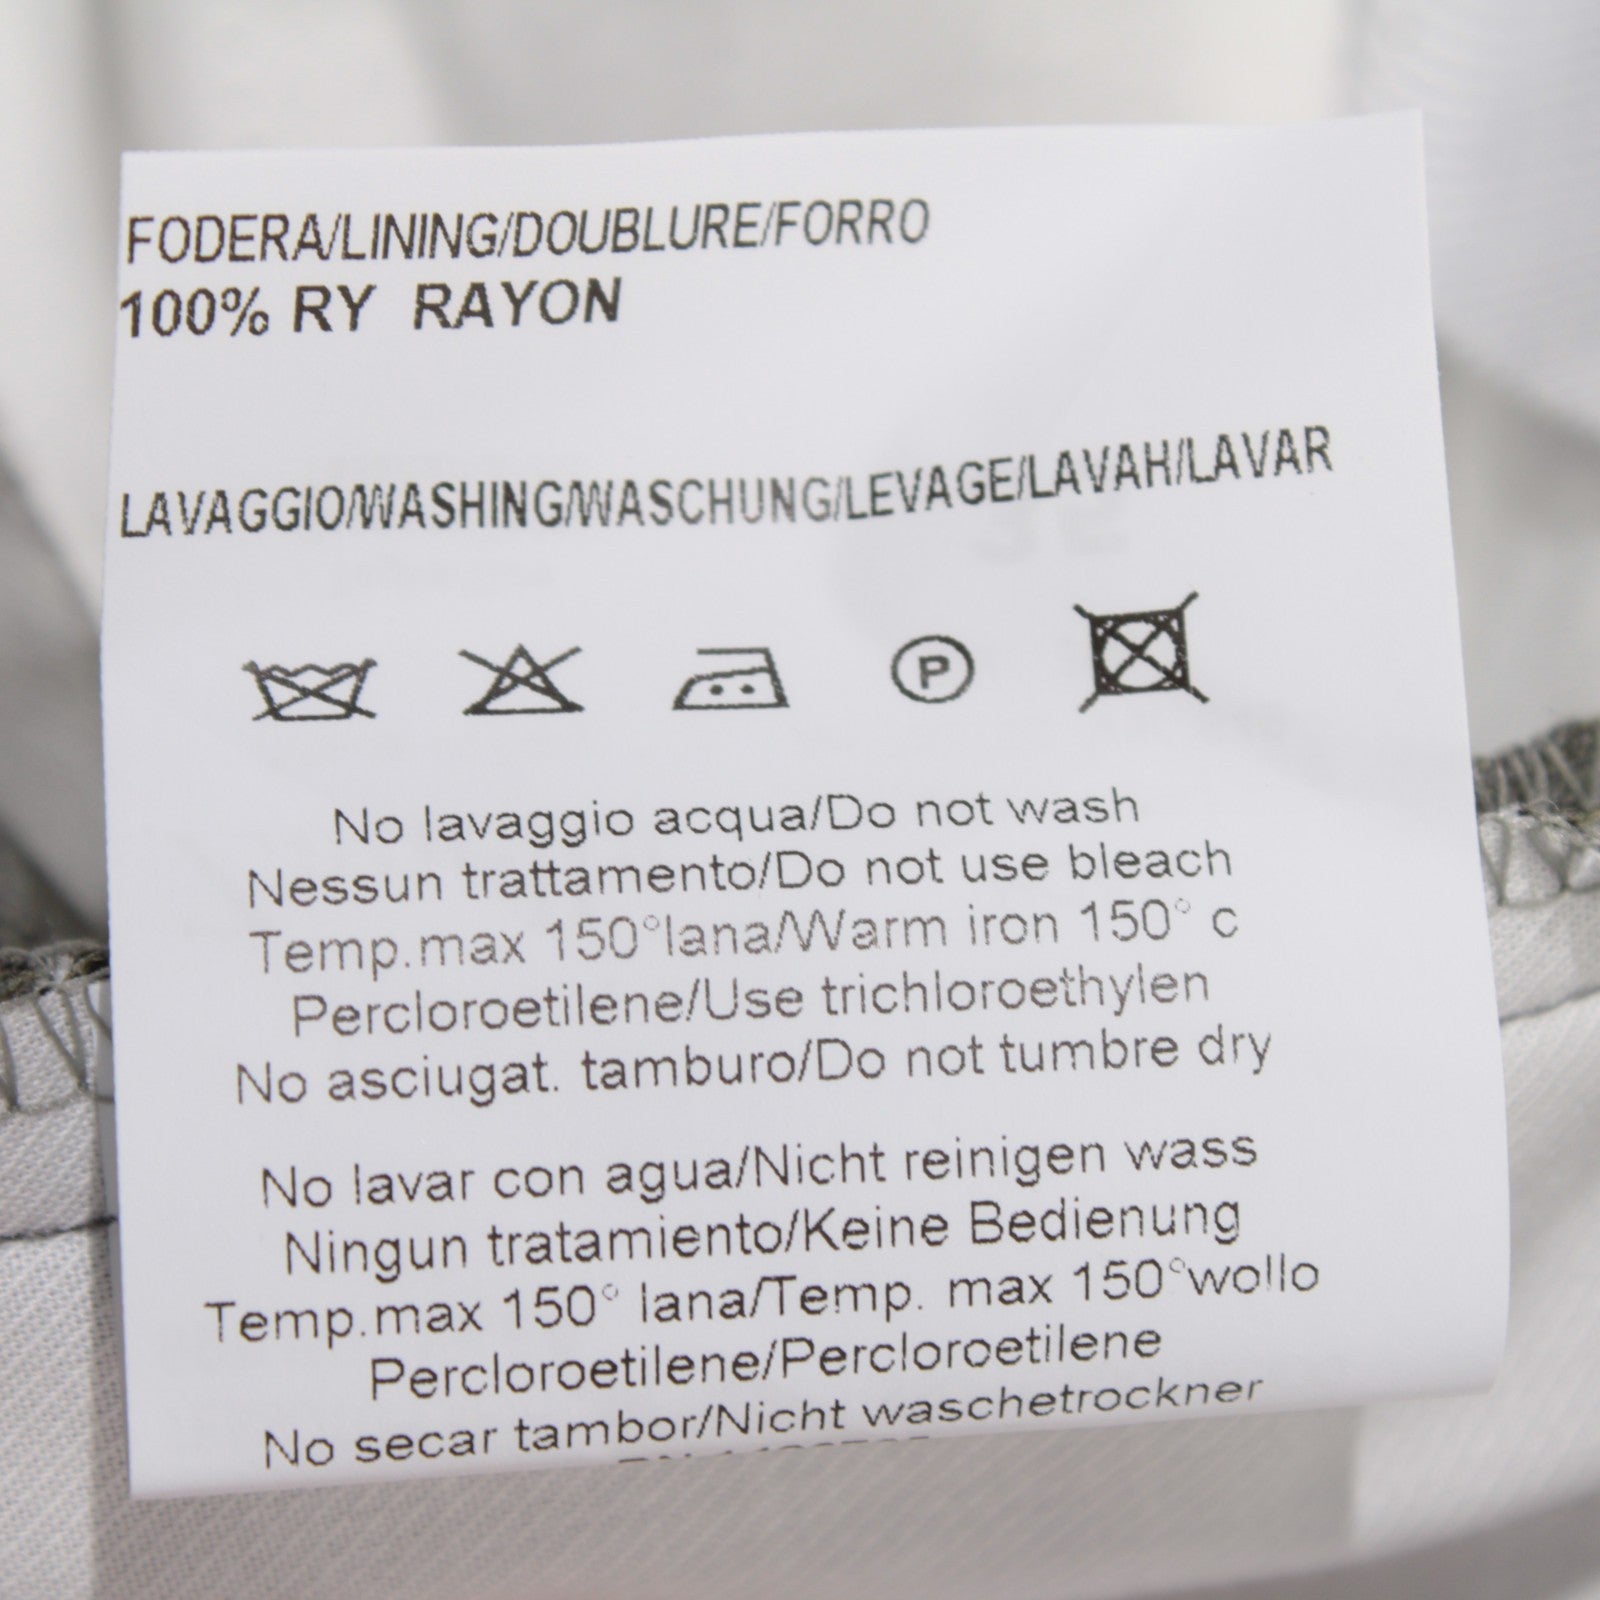 FODERA/LINING/DOUBLURE/FORRO
100% RY RAYON
LAVAGGIO/WASHING/WASCHUNG/LEVAGE/LAVAH/LAVAR
P
No lavaggio acqua/Do not wash
Nessun trattamento/Do not use bleach
Temp.max 150°lana/Warm iron 150° c
Percloroetilene/Use trichloroethylen
No asciugat. tamburo/Do not tumbre dry
No lavar con agua/Nicht reinigen wass
Ningun tratamiento/Keine Bedienung
Temp.max 150° lana/Temp. max 150°wollo
Percloroetilene/Percloroetilene
No secar tambor/Nicht waschetrockner